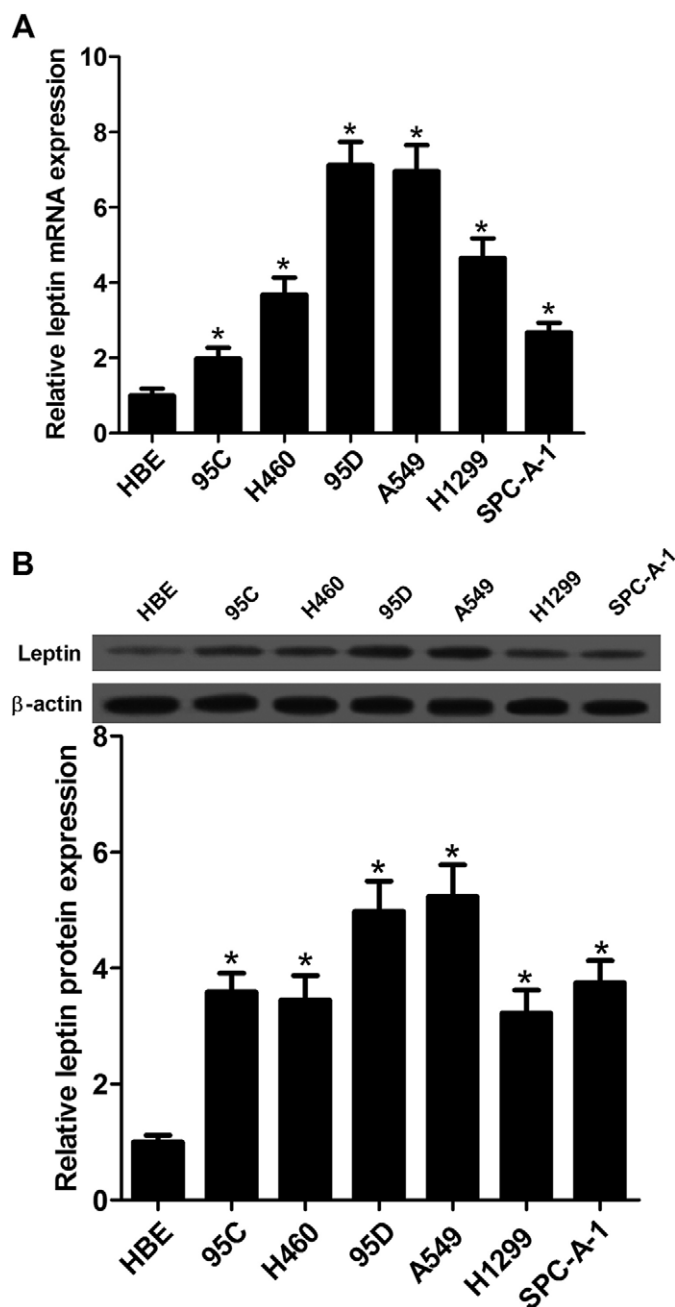 A
Relative leptin mRNA expression
10
8
6
4
2
0
* * * * * *
HBE 95C H460 95D A549 H1299 SPC-A-1
B
HBE 95C H460 95D A549 H1299 SPC-A-1
Leptin
β-actin
Relative leptin protein expression
8
6
4
2
0
* * * * * *
HBE 95C H460 95D A549 H1299 SPC-A-1